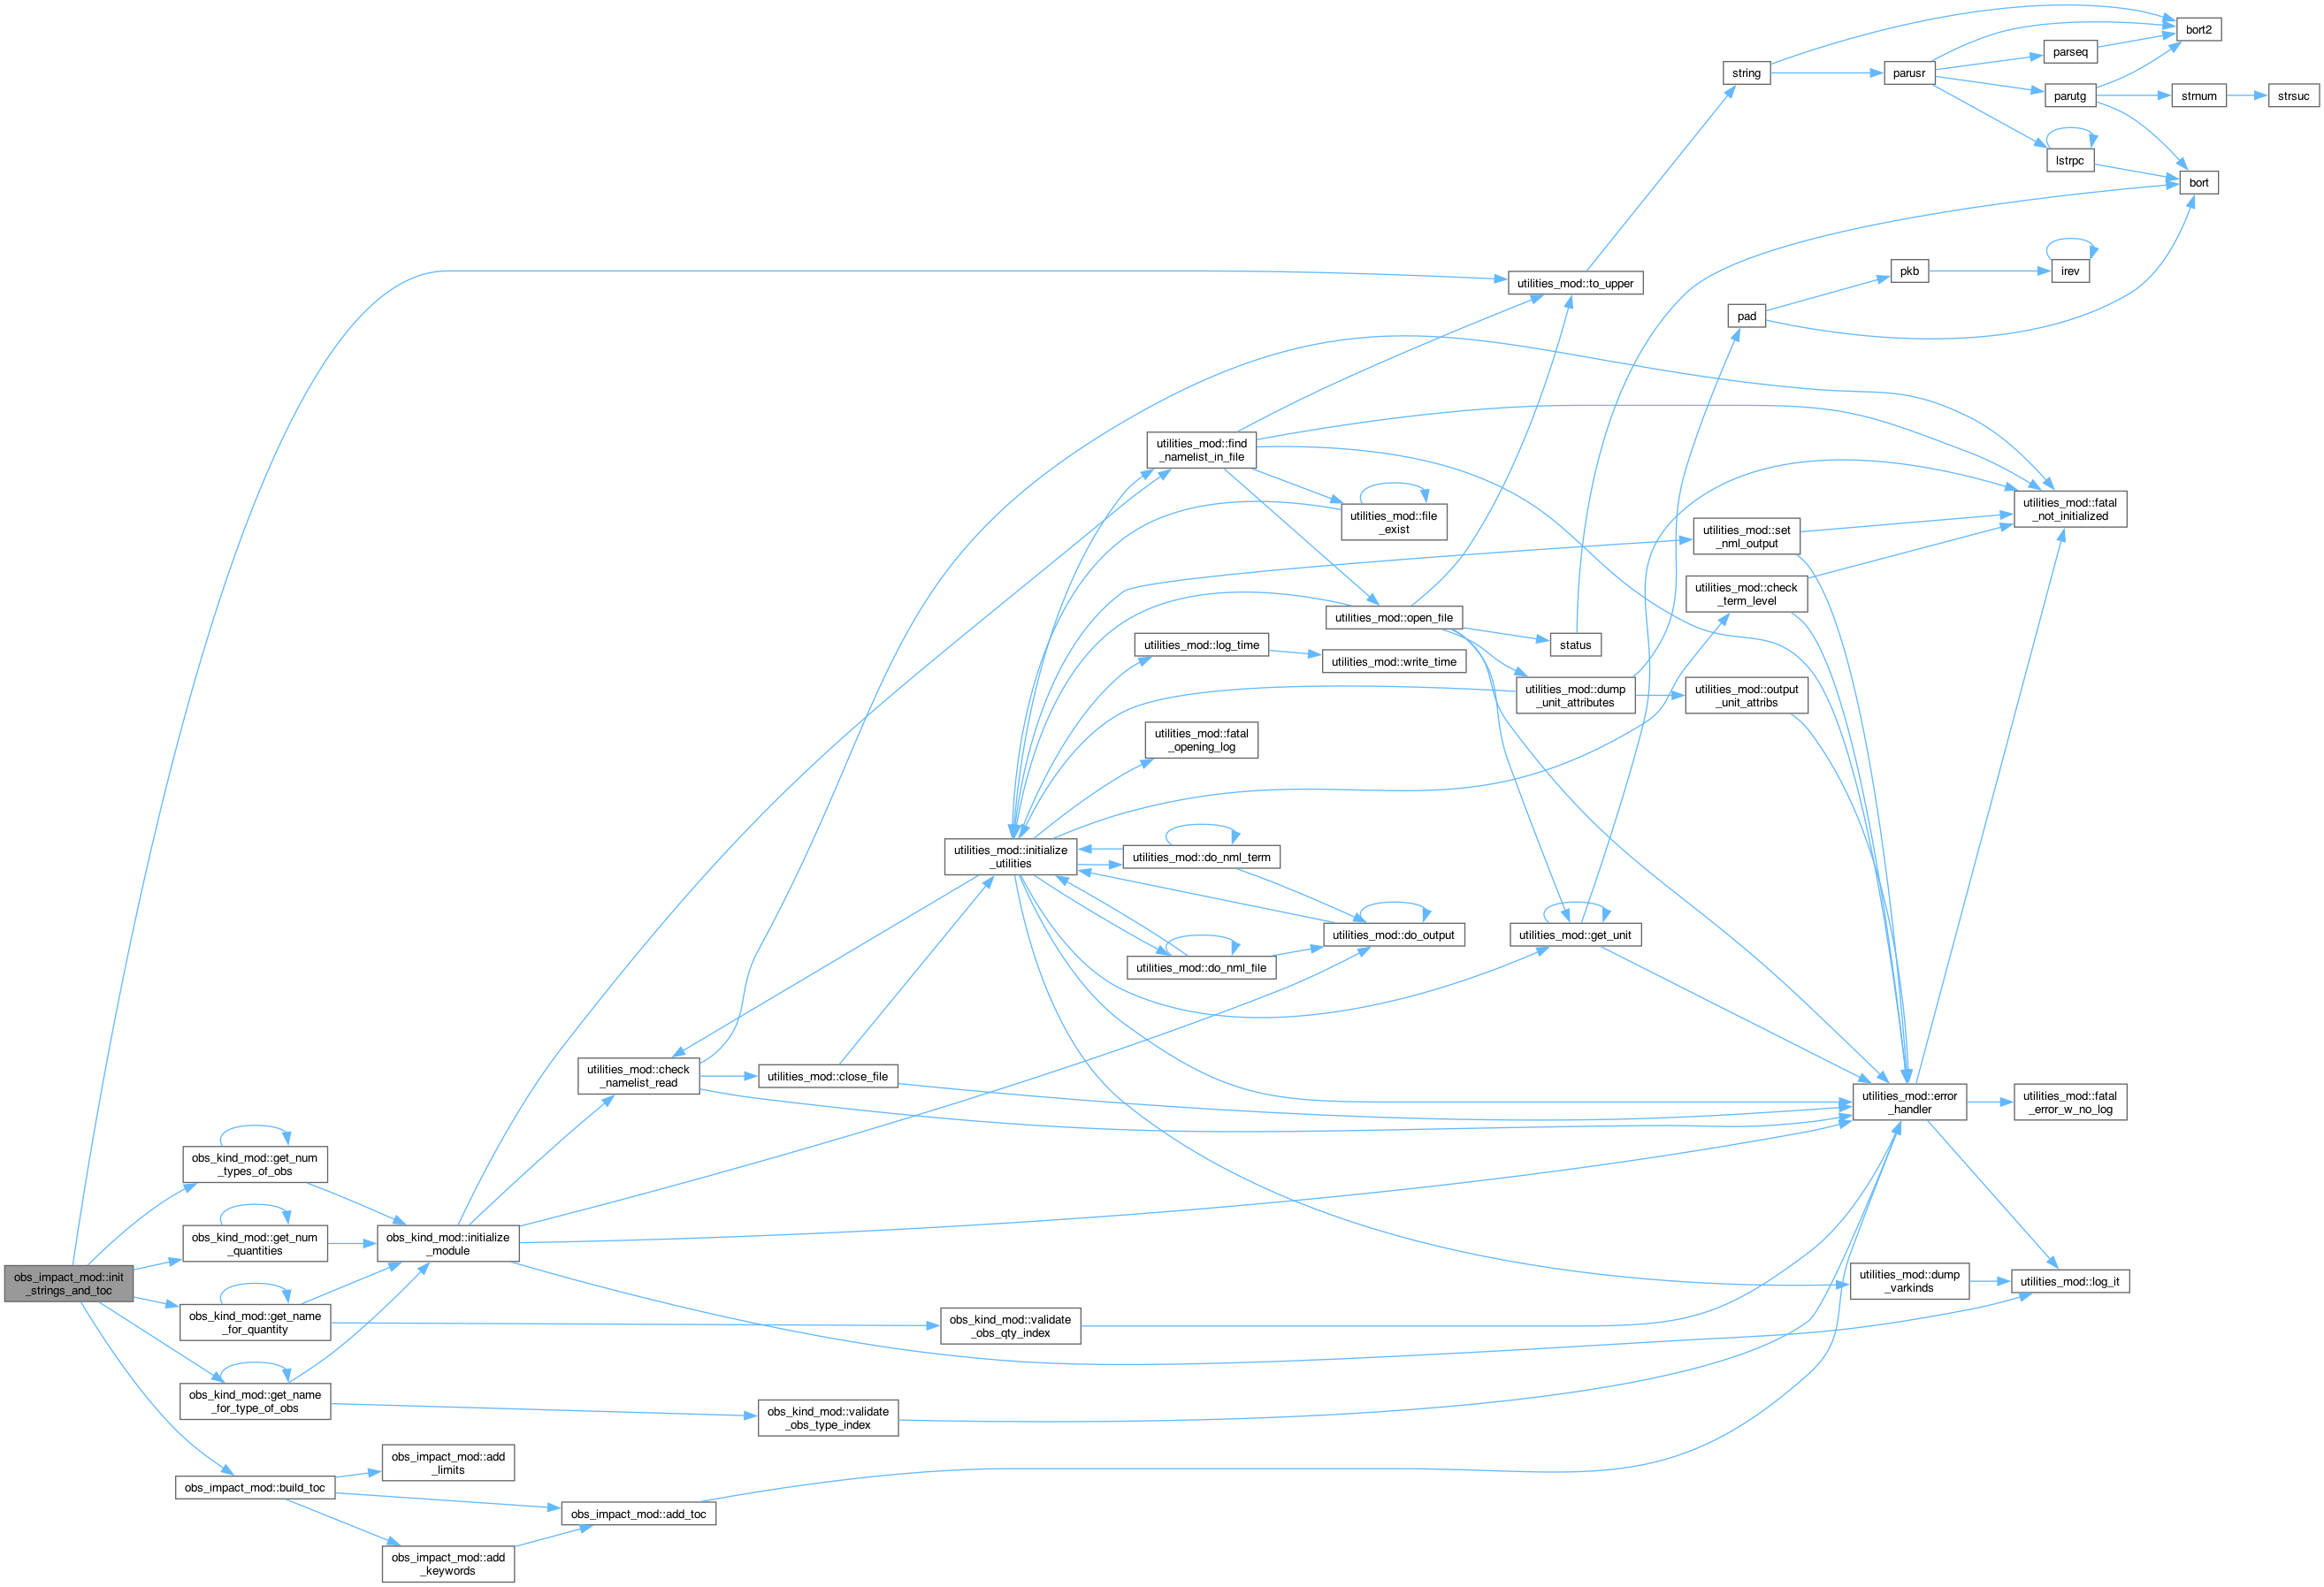 bort2
parseq
string
parusr
parutg
strnum
strsuc
lstrpc
bort
pkb
irev
utilities_mod::to_upper
pad
utilities_mod::find
_namelist_in_file
utilities_mod::fatal
_not_initialized
utilities_mod::file
_exist
utilities_mod::set
_nml_output
utilities_mod::check
_term_level
utilities_mod::open_file
utilities_mod::log_time
status
utilities_mod::write_time
utilities_mod::dump
_unit_attributes
utilities_mod::output
_unit_attribs
utilities_mod::fatal
_opening_log
utilities_mod::initialize
_utilities
utilities_mod::do_nml_term
utilities_mod::do_output
utilities_mod::get_unit
utilities_mod::do_nml_file
utilities_mod::check
_namelist_read
utilities_mod::close_file
utilities_mod::error
_handler
utilities_mod::fatal
_error_w_no_log
obs_kind_mod::get_num
_types_of_obs
obs_kind_mod::get_num
_quantities
obs_kind_mod::initialize
_module
obs_impact_mod::init
_strings_and_toc
utilities_mod::dump
_varkinds
utilities_mod::log_it
obs_kind_mod::get_name
_for_quantity
obs_kind_mod::validate
_obs_qty_index
obs_kind_mod::get_name
_for_type_of_obs
obs_kind_mod::validate
_obs_type_index
obs_impact_mod::add
_limits
obs_impact_mod::build_toc
obs_impact_mod::add_toc
obs_impact_mod::add
_keywords